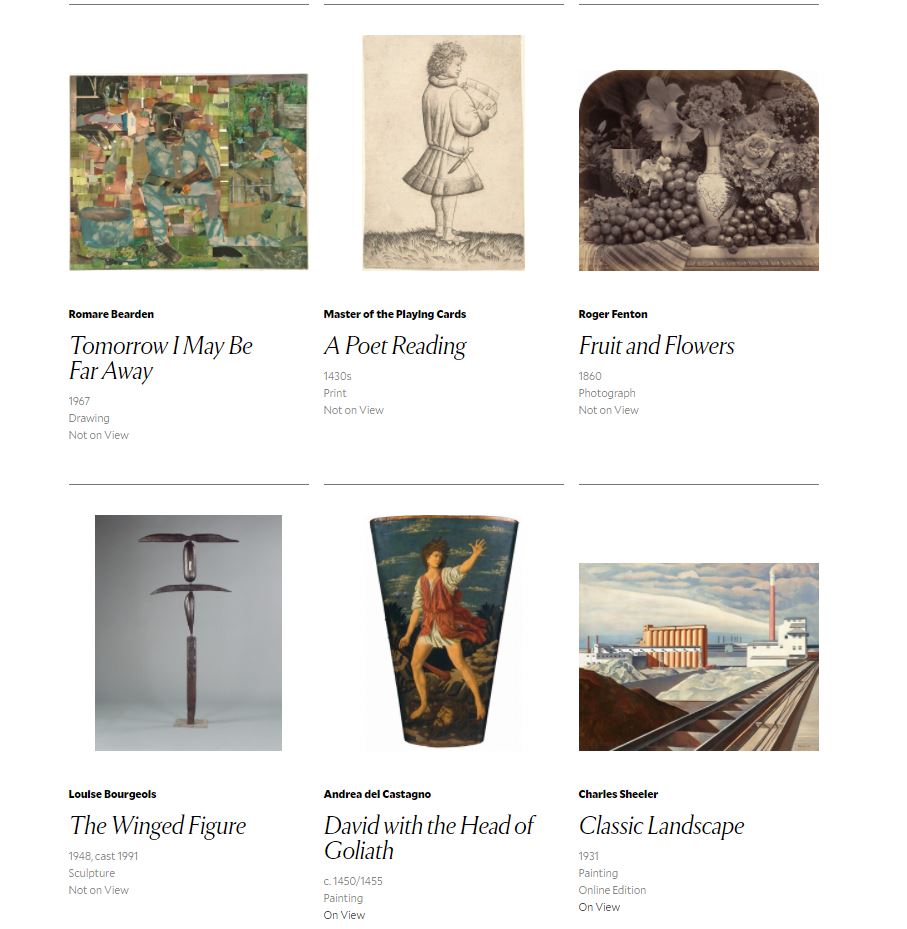 Romare Bearden
Tomorrow I May Be
Far Away
1967
Drawing
Not on View
Master of the Playing Cards
A Poet Reading
1430s
Print
Not on View
Roger Fenton
Fruit and Flowers
1860
Photograph
Not on View
Louise Bourgeois
The Winged Figure
1948, cast 1991
Sculpture
Not on View
Andrea del Castagno
David with the Head of
Goliath
c. 1450/1455
Painting
On View
Charles Sheeler
Classic Landscape
1931
Painting
Online Edition
On View